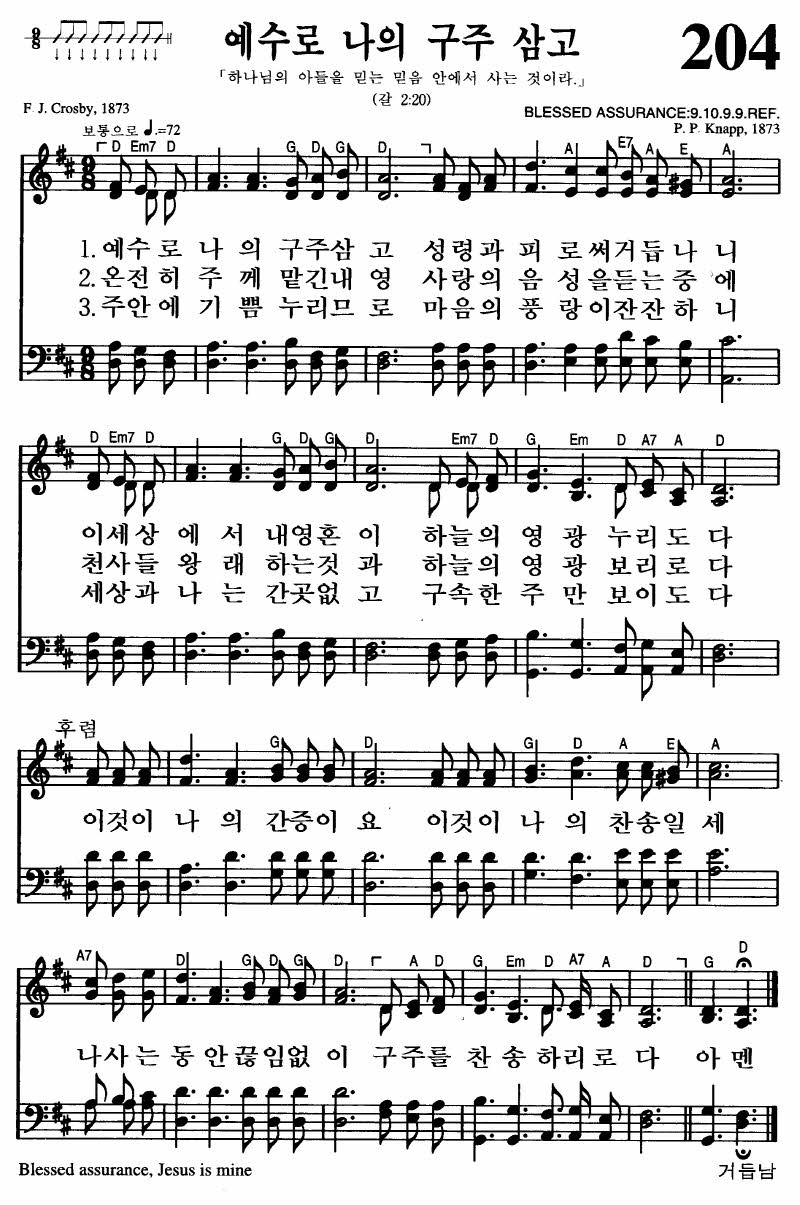 9/8
예수로 나의 구주 삼고
204
「하나님의 아들을 믿는 믿음 안에서 사는 것이라.」
(갈 2:20)
F J. Crosby, 1873
BLESSED ASSURANCE:9.10.9.9.REF.
보통으로 ♩.=72
P. P. Knapp, 1873
D Em7 D G D G D A E7 A E A
9/8
1.예수로 나의 구주삼고 성령과 피로써거듭나니
2.온전히 주께 맡긴내영 사랑의 음성을듣는중에
3.주안에 기쁨누리므로 마음의 풍랑이잔잔하니
9/8
D Em7 D G D G D Em7 D G Em D A7 A D
이세상에서 내영혼이 하늘의 영광 누리도다
천사들 왕래 하는것과 하늘의 영광 보리로다
세상과 나는 간곳없고 구속한 주만 보이도다
후렴
G D G D A E A
이것이 나의 간증이요 이것이 나의 찬송일세
A7 D G D G D A G Em D A7 A D G D
나사는동안끊임없이 구주를 찬송하리로다 아멘
Blessed assurance, Jesus is mine
거듭남